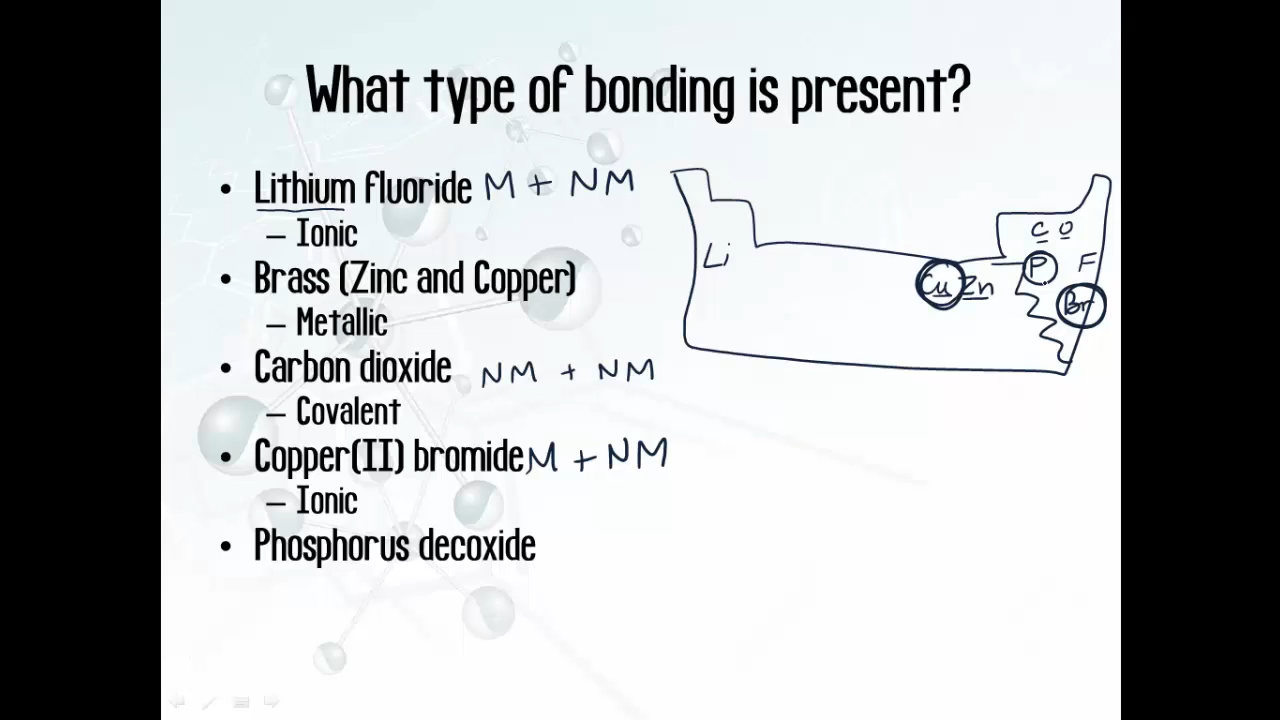 What type of bonding is present?
• Lithium fluoride M + NM
– Ionic
• Brass (Zinc and Copper)
– Metallic
• Carbon dioxide NM + NM
– Covalent
• Copper(II) bromide M + NM
– Ionic
• Phosphorus decoxide
C O
Li Cu Zn P F
Br